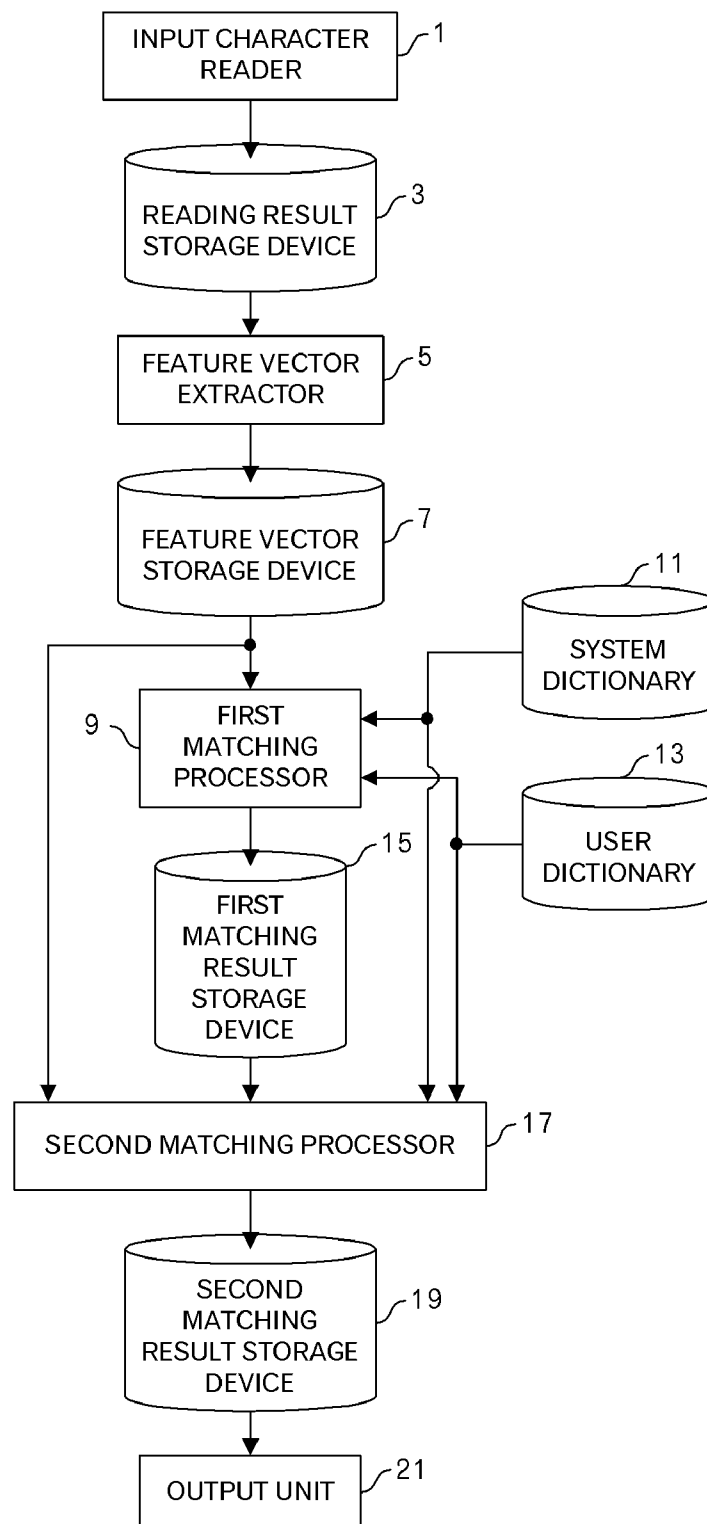 INPUT CHARACTER
READER
1
READING RESULT
STORAGE DEVICE
3
FEATURE VECTOR
EXTRACTOR
5
FEATURE VECTOR
STORAGE DEVICE
7
11
SYSTEM
DICTIONARY
9
FIRST
MATCHING
PROCESSOR
13
USER
DICTIONARY
15
FIRST
MATCHING
RESULT
STORAGE
DEVICE
SECOND MATCHING PROCESSOR
17
SECOND
MATCHING
RESULT STORAGE
DEVICE
19
OUTPUT UNIT
21